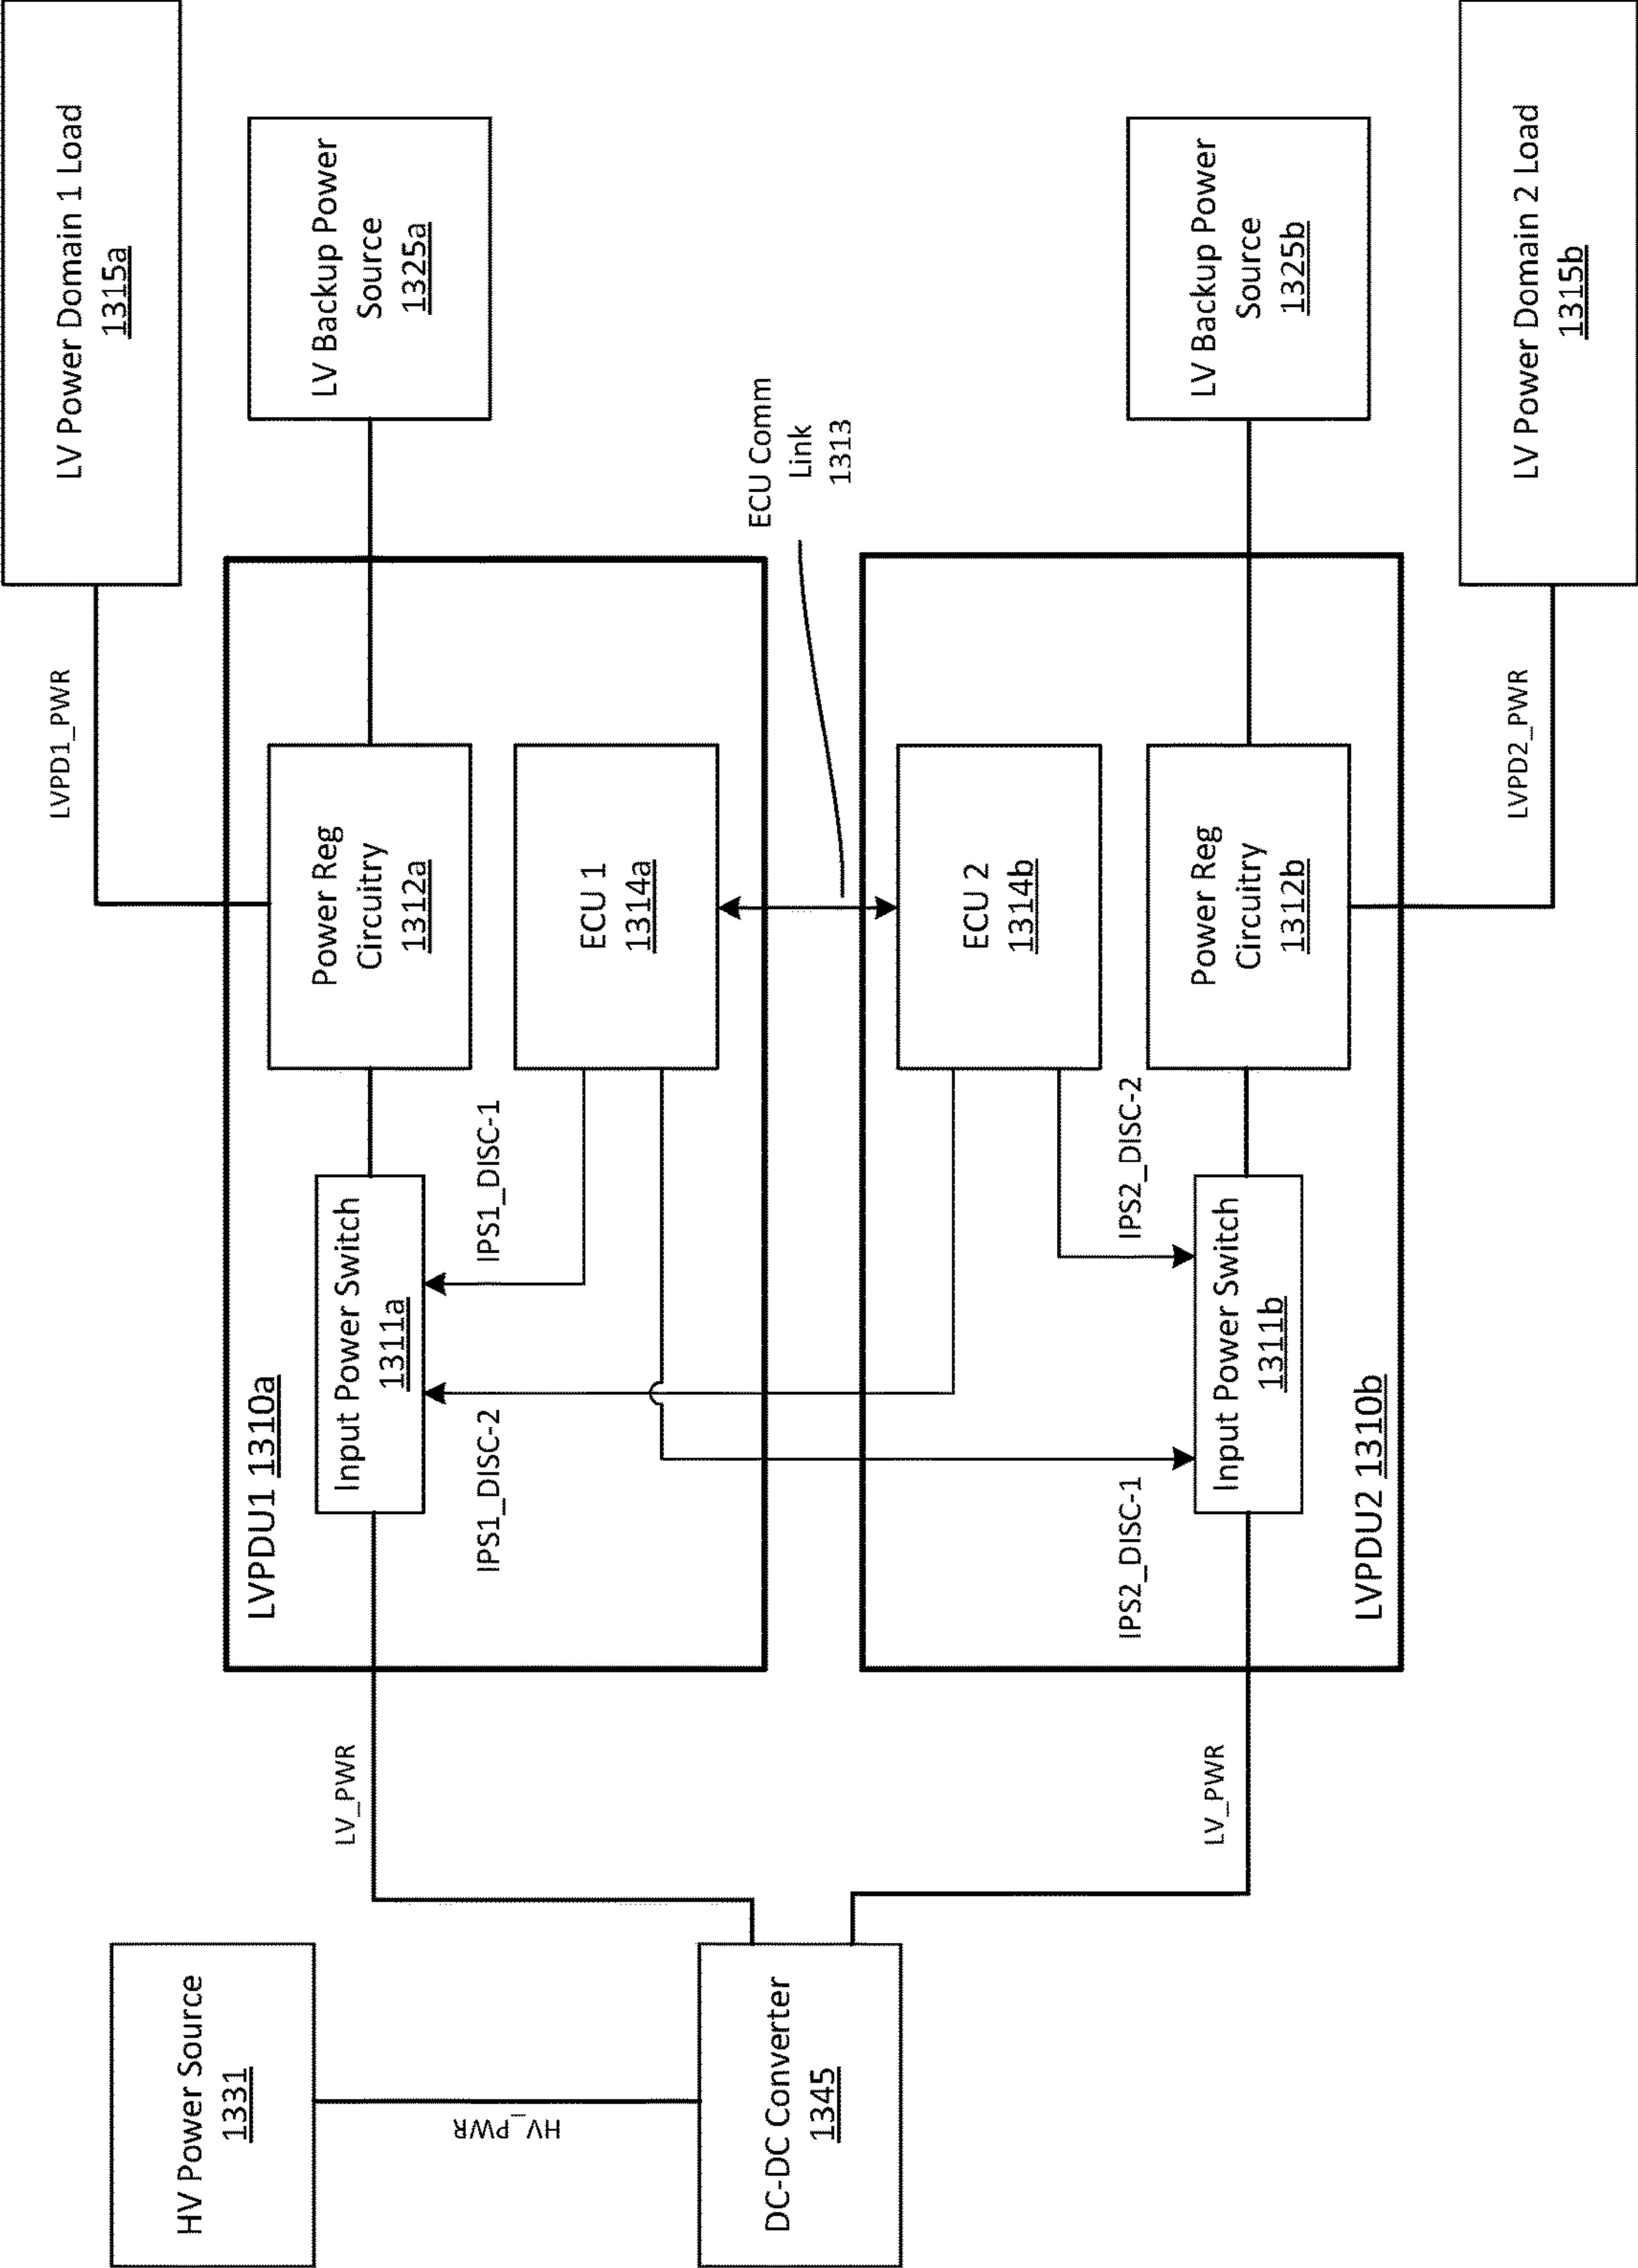 LV Power Domain 1 Load
1315a
LV Backup Power
Source
1325a
LVPD1_PWR
Power Reg
Circuitry
1312a
ECU 1
1314a
Input Power Switch
1311a
IPS1_DISC-1
IPS1_DISC-2
LVPDU1 1310a
LV_PWR
HV Power Source
1331
HV_PWR
DC-DC Converter
1345
ECU Comm
Link
1313
LV Backup Power
Source
1325b
LV Power Domain 2 Load
1315b
LVPD2_PWR
ECU 2
1314b
Power Reg
Circuitry
1312b
IPS2_DISC-2
IPS2_DISC-1
Input Power Switch
1311b
LVPDU2 1310b
LV_PWR